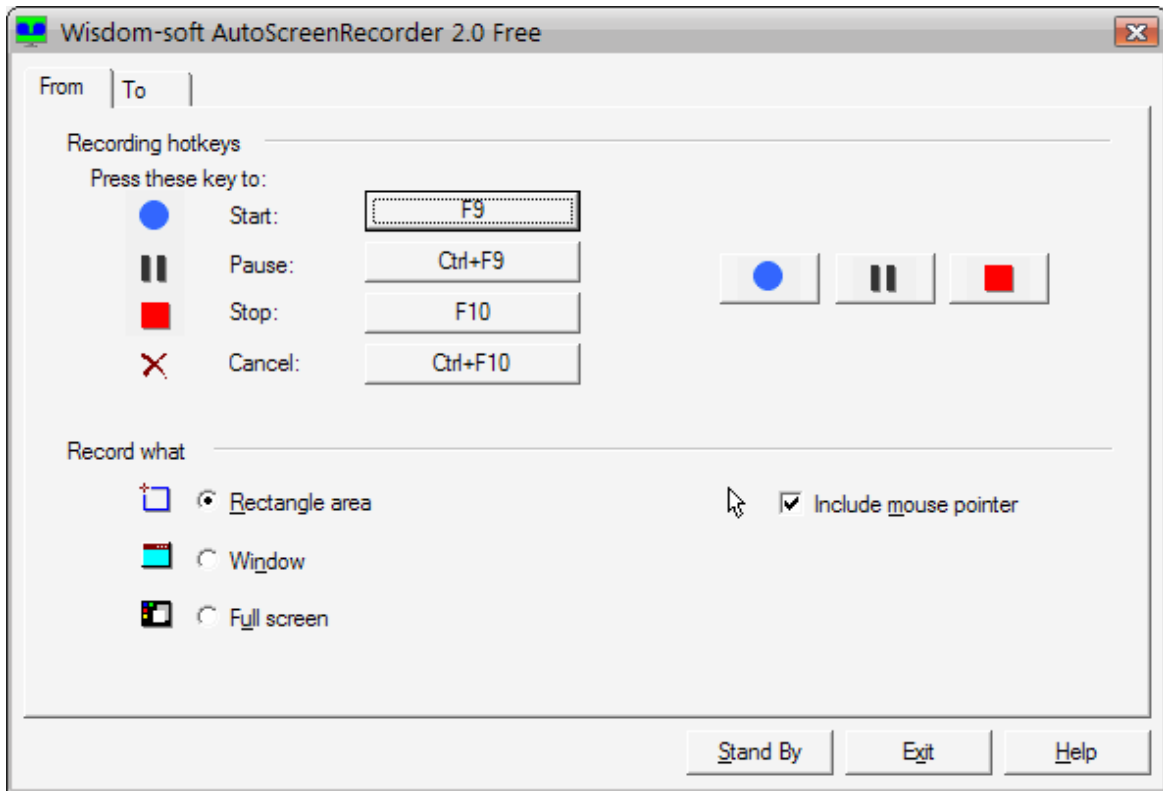 Wisdom-soft AutoScreenRecorder 2.0 Free
From To
Recording hotkeys
Press these key to:
Start: F9
Pause: Ctrl+F9
Stop: F10
Cancel: Ctrl+F10
Record what
Rectangle area Include mouse pointer
Window
Full screen
Stand By Exit Help